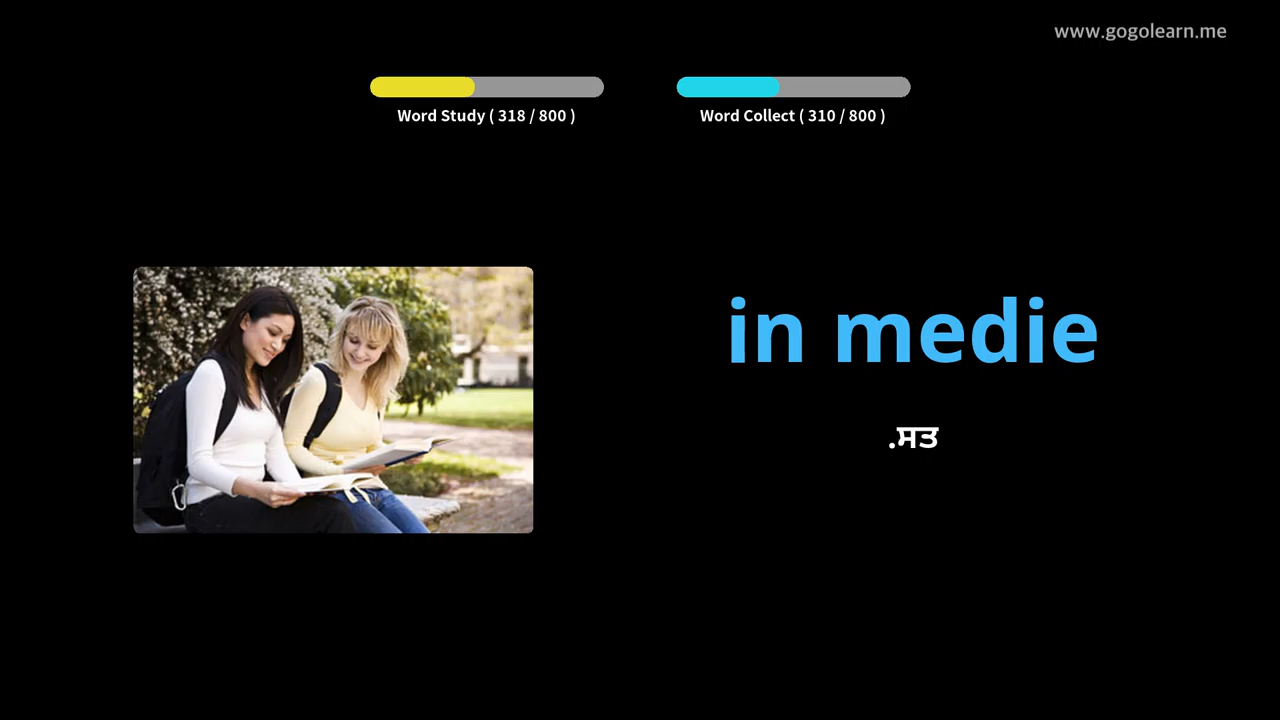 www.gogolearn.me
Word Study ( 318 / 800 )
Word Collect ( 310 / 800 )
in medie
.ਸਤ